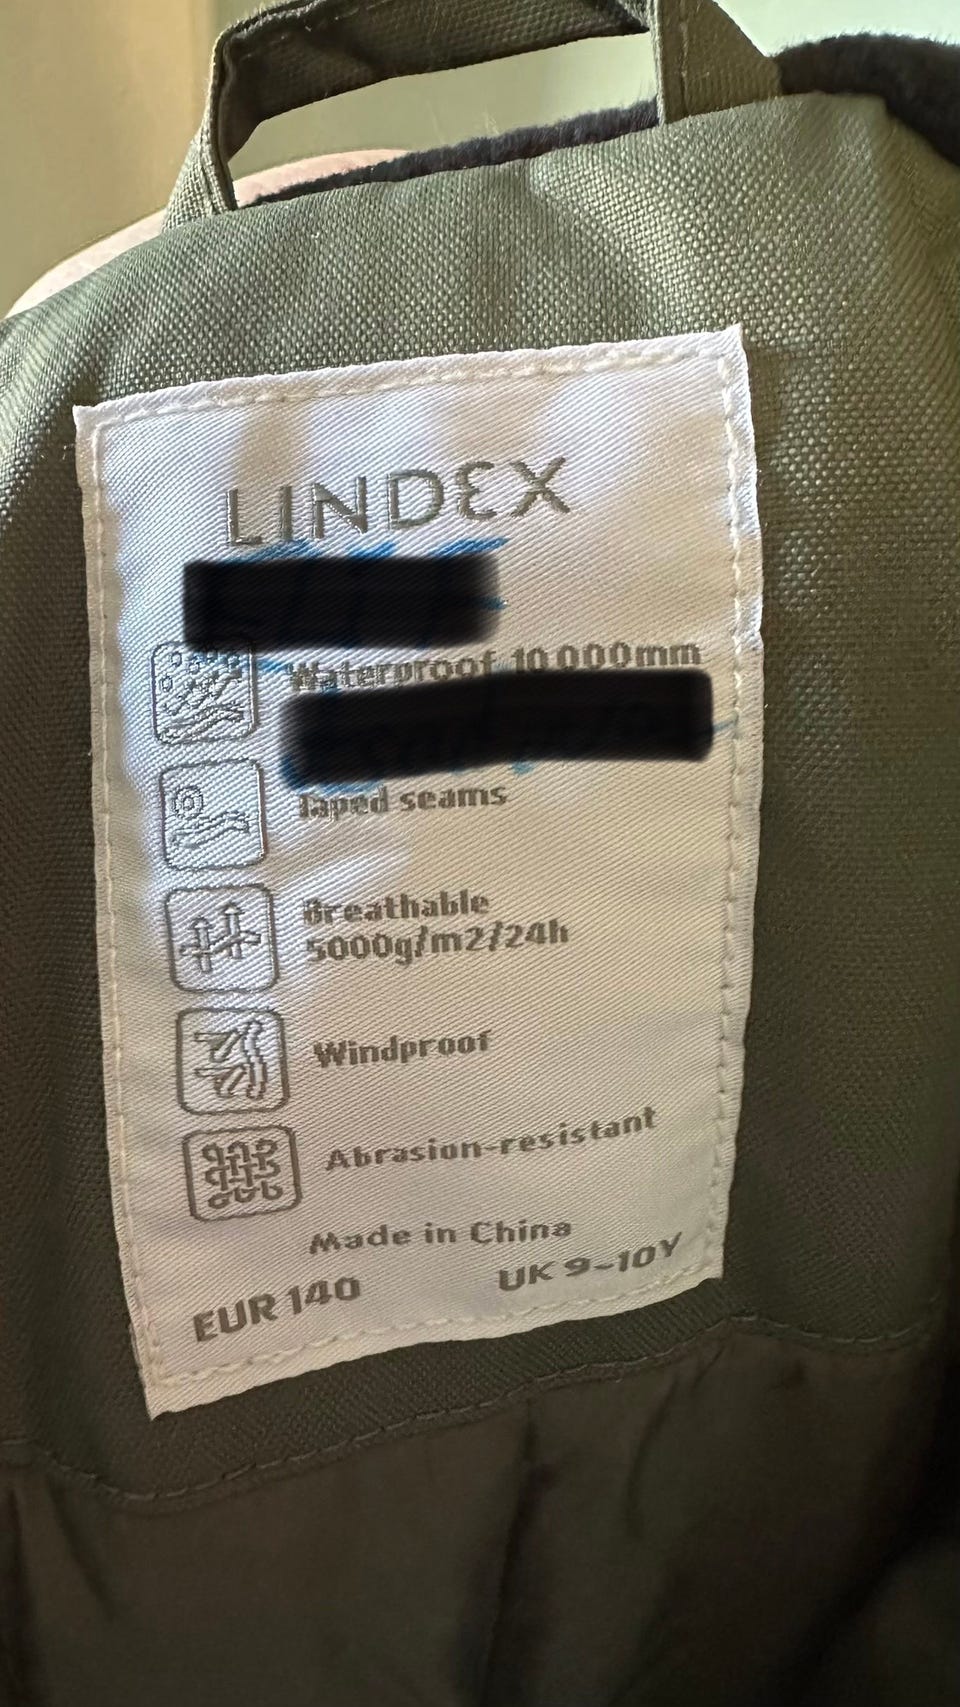 LINDEX
Waterproof 10 000mm
Taped seams
Breathable
5000g/m2/24h
Windproof
Abrasion-resistant
Made in China
EUR 140 UK 9-10Y